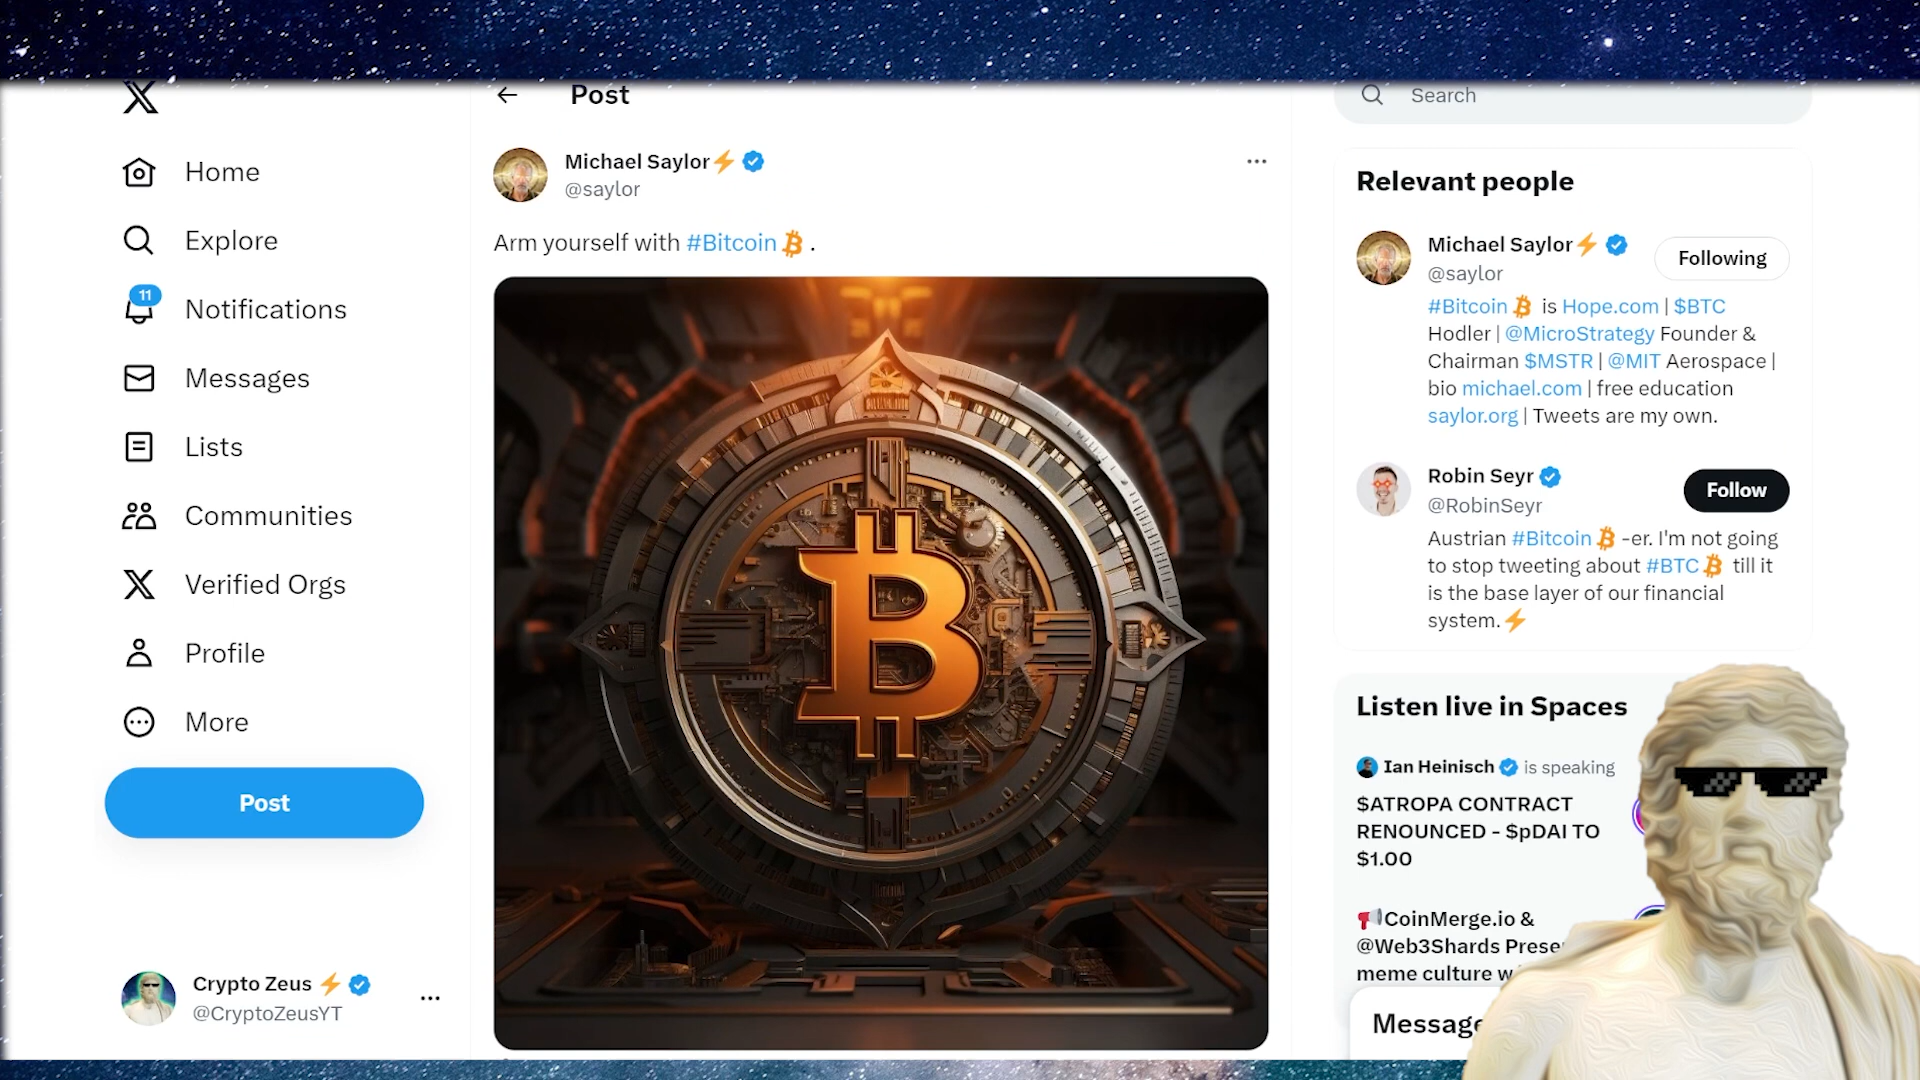 Home
Explore
11
Notifications
Messages
Lists
Communities
Verified Orgs
Profile
More
Post
Crypto Zeus⚡
@CryptoZeusYT
Post
Michael Saylor⚡
@saylor
Arm yourself with #Bitcoin₿ .
Search
Relevant people
Michael Saylor⚡
@saylor
Following
#Bitcoin₿ is Hope.com | $BTC
Hodler | @MicroStrategy Founder &
Chairman $MSTR | @MIT Aerospace |
bio michael.com | free education
saylor.org | Tweets are my own.
Robin Seyr
@RobinSeyr
Follow
Austrian #Bitcoin₿ -er. I'm not going
to stop tweeting about #BTC₿ till it
is the base layer of our financial
system.⚡
Listen live in Spaces
Ian Heinisch is speaking
$ATROPA CONTRACT
RENOUNCED - $pDAI TO
$1.00
📢CoinMerge.io &
@Web3Shards
meme culture